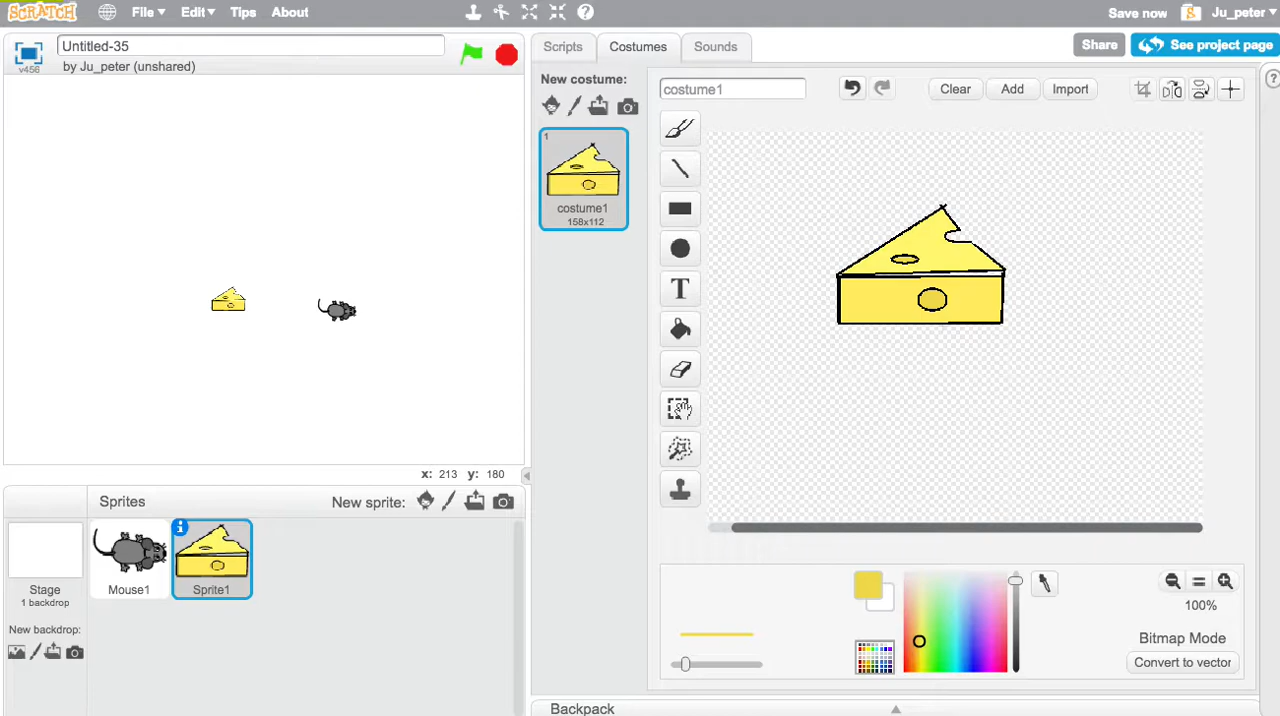 SCRATCH File Edit Tips About Save now Ju_peter
v456 Untitled-35
by Ju_peter (unshared)
Scripts Costumes Sounds Share See project page
New costume: costume1 Clear Add Import
1
costume1
158x112
T
x: 213 y: 180
Sprites New sprite:
Mouse1 Sprite1
Stage
1 backdrop
New backdrop:
100%
Bitmap Mode
Convert to vector
Backpack